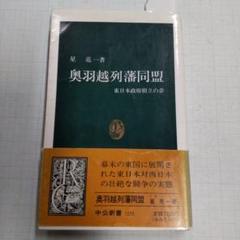 星 亮一著
奥羽越列藩同盟
東日本政府樹立の夢
幕末の東国に展開さ
れた東日本対西日本
の壮絶な闘争の実態
奥羽越列藩同盟
星 亮一著
中公新書